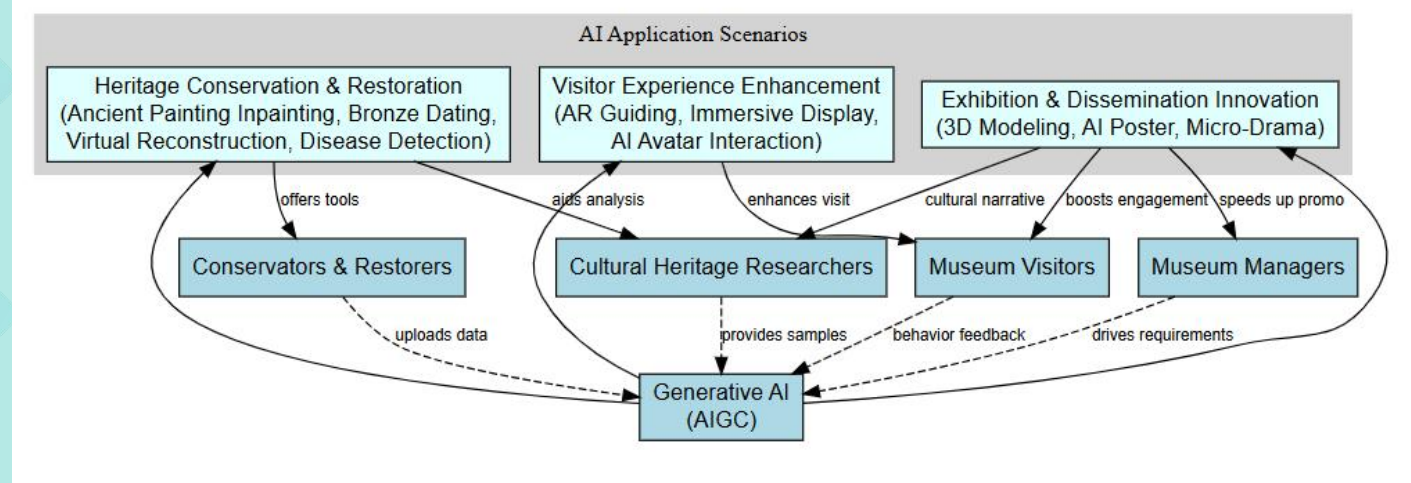 AI Application Scenarios
Heritage Conservation & Restoration
(Ancient Painting Inpainting, Bronze Dating,
Virtual Reconstruction, Disease Detection)
Visitor Experience Enhancement
(AR Guiding, Immersive Display,
AI Avatar Interaction)
Exhibition & Dissemination Innovation
(3D Modeling, AI Poster, Micro-Drama)
offers tools
aids analysis
enhances visit
cultural narrative
boosts engagement
speeds up promo
Conservators & Restorers
Cultural Heritage Researchers
Museum Visitors
Museum Managers
uploads data
provides samples
behavior feedback
drives requirements
Generative AI
(AIGC)